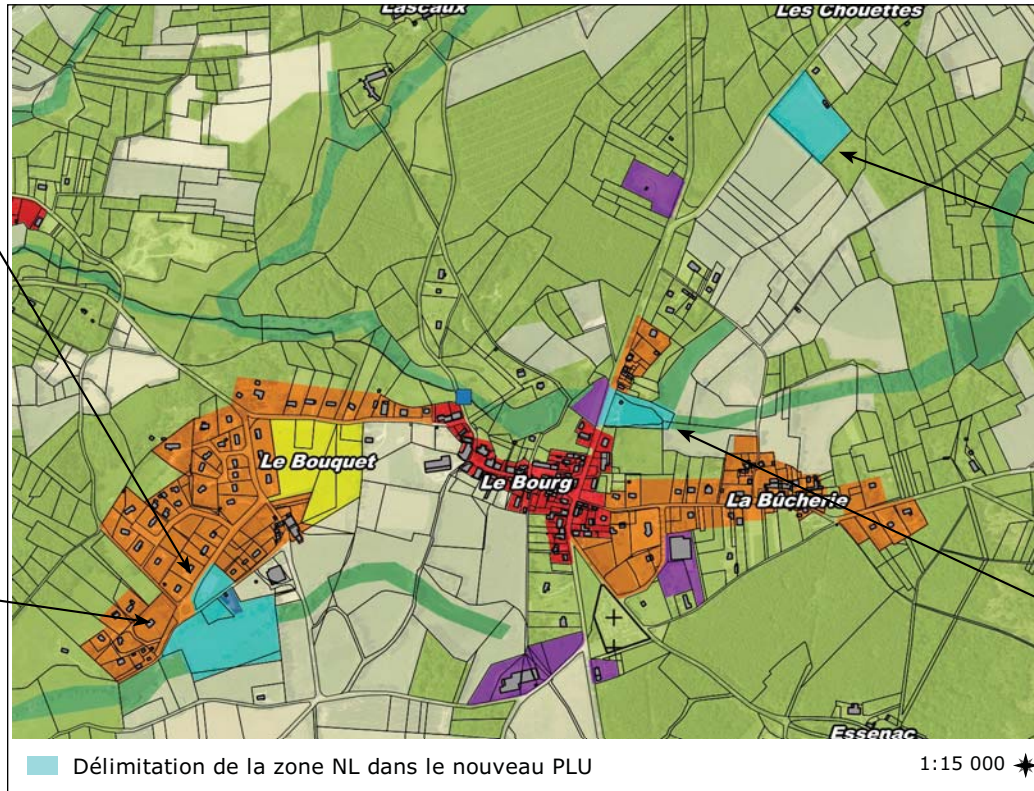 Lascaux
Les Chouettes
Le Bouquet
Le Bourg
La Bûcherie
Essenac
Délimitation de la zone NL dans le nouveau PLU
1:15 000